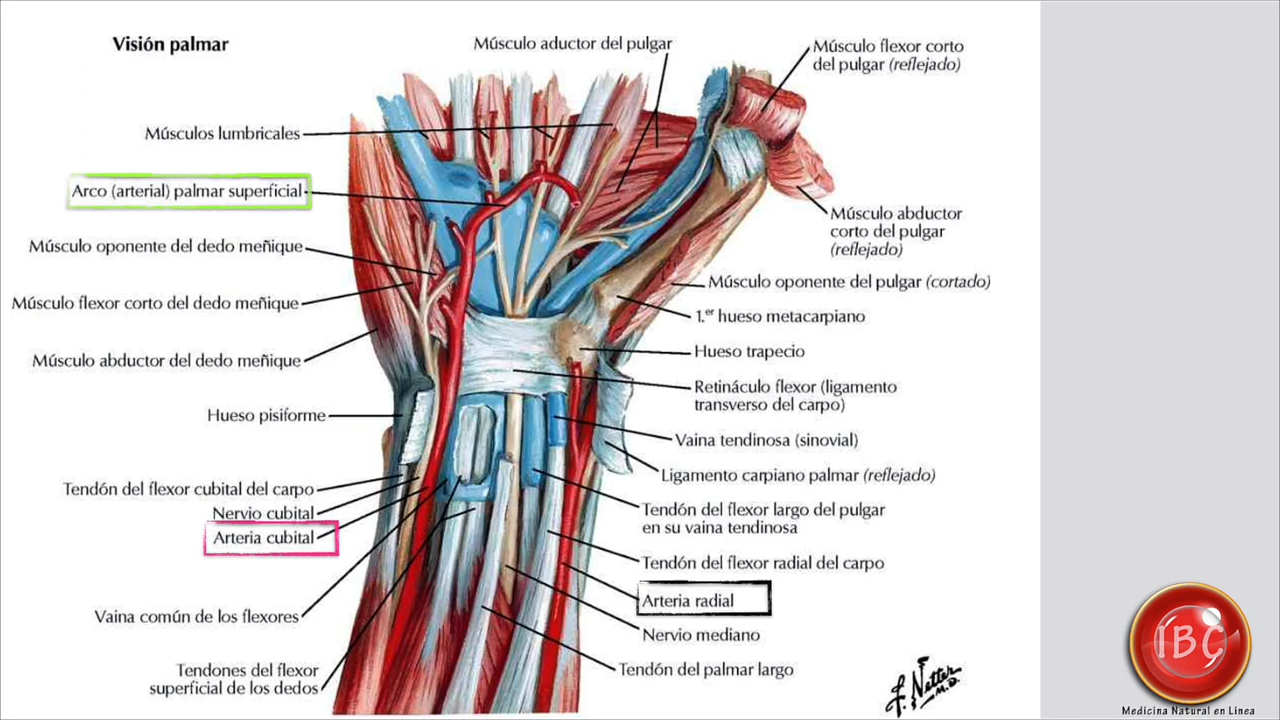 Visión palmar
Músculo aductor del pulgar
Músculo flexor corto
del pulgar (reflejado)
Músculos lumbricales
Arco (arterial) palmar superficial
Músculo abductor
corto del pulgar
(reflejado)
Músculo oponente del dedo meñique
Músculo oponente del pulgar (cortado)
Músculo flexor corto del dedo meñique
1.er hueso metacarpiano
Músculo abductor del dedo meñique
Hueso trapecio
Retináculo flexor (ligamento
transverso del carpo)
Hueso pisiforme
Vaina tendinosa (sinovial)
Ligamento carpiano palmar (reflejado)
Tendón del flexor cubital del carpo
Nervio cubital
Arteria cubital
Tendón del flexor largo del pulgar
en su vaina tendinosa
Tendón del flexor radial del carpo
Arteria radial
Vaina común de los flexores
Nervio mediano
Tendones del flexor
superficial de los dedos
Tendón del palmar largo
F. Netter
M.D.
IBC
Medicina Natural en Linea